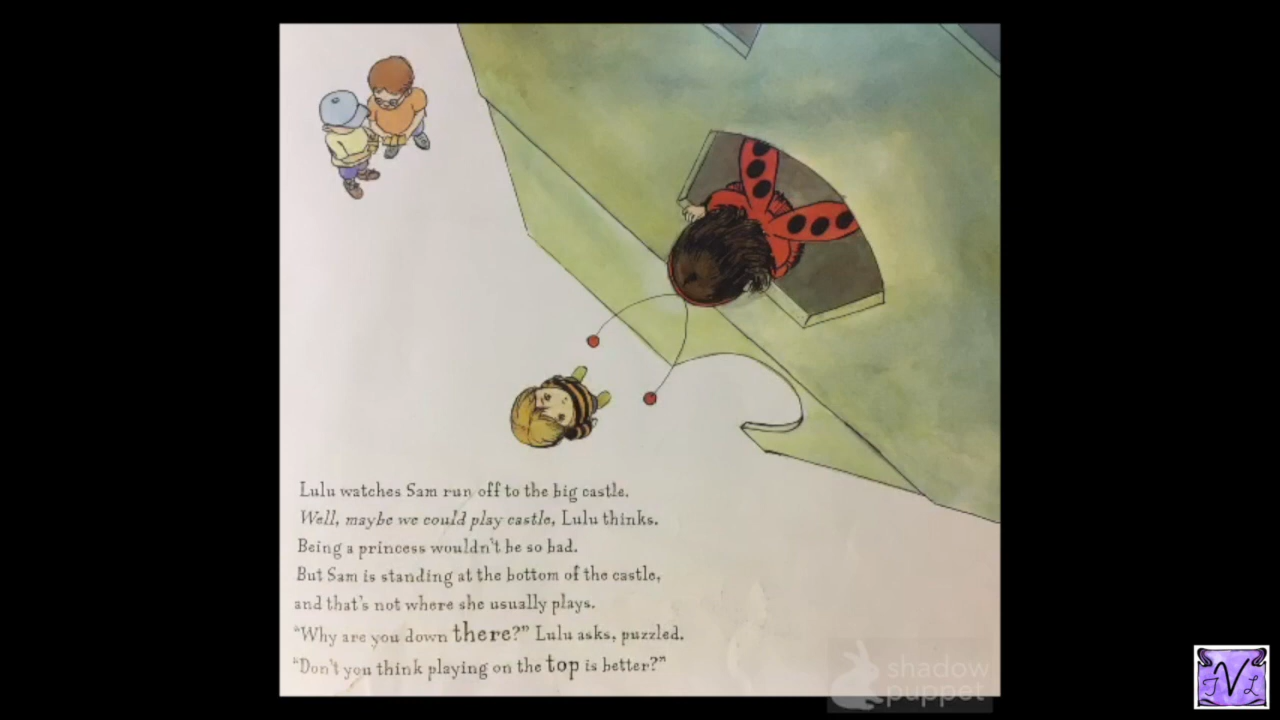 Lulu watches Sam run off to the big castle.
Well, maybe we could play castle, Lulu thinks.
Being a princess wouldn't be so bad.
But Sam is standing at the bottom of the castle,
and that's not where she usually plays.
"Why are you down there?" Lulu asks, puzzled.
"Don't you think playing on the top is better?"
shadow
puppet
TVL